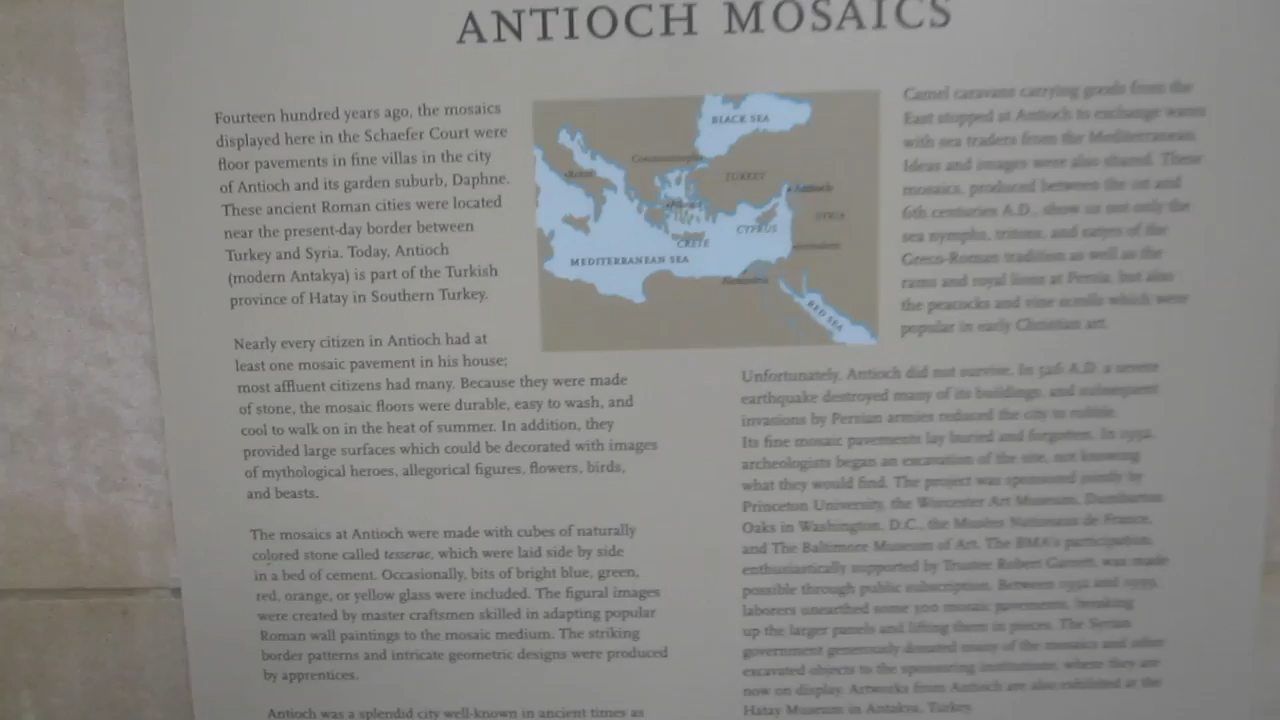 ANTIOCH MOSAICS
Fourteen hundred years ago, the mosaics
displayed here in the Schaefer Court were
floor pavements in fine villas in the city
of Antioch and its garden suburb, Daphne.
These ancient Roman cities were located
near the present-day border between
Turkey and Syria. Today, Antioch
(modern Antakya) is part of the Turkish
province of Hatay in Southern Turkey.
Nearly every citizen in Antioch had at
least one mosaic pavement in his house;
most affluent citizens had many. Because they were made
of stone, the mosaic floors were durable, easy to wash, and
cool to walk on in the heat of summer. In addition, they
provided large surfaces which could be decorated with images
of mythological heroes, allegorical figures, flowers, birds,
and beasts.
The mosaics at Antioch were made with cubes of naturally
colored stone called tesserae, which were laid side by side
in a bed of cement. Occasionally, bits of bright blue, green,
red, orange, or yellow glass were included. The figural images
were created by master craftsmen skilled in adapting popular
Roman wall paintings to the mosaic medium. The striking
border patterns and intricate geometric designs were produced
by apprentices.
Antioch was a splendid city well-known in ancient times as
BLACK SEA
Constantinople
Rome
TURKEY
Antioch
SYRIA
CYPRUS
CRETE
Jerusalem
MEDITERRANEAN SEA
Alexandria
RED SEA
Camel caravans carrying goods from the
East stopped at Antioch to exchange wares
with sea traders from the Mediterranean.
Ideas and images were also shared. These
mosaics, produced between the 1st and
6th centuries A.D., show us not only the
sea nymphs, tritons, and satyrs of the
Greco-Roman tradition as well as the
rams and royal lions of Persia, but also
the peacocks and vine scrolls which were
popular in early Christian art.
Unfortunately, Antioch did not survive. In 526 A.D. a severe
earthquake destroyed many of its buildings, and subsequent
invasions by Persian armies reduced the city to rubble.
Its fine mosaic pavements lay buried and forgotten. In 1932,
archeologists began an excavation of the site, not knowing
what they would find. The project was sponsored jointly by
Princeton University, the Worcester Art Museum, Dumbarton
Oaks in Washington, D.C., the Musées Nationaux de France,
and The Baltimore Museum of Art. The BMA's participation,
enthusiastically supported by Trustee Robert Garrett, was made
possible through public subscription. Between 1932 and 1939,
laborers unearthed some 300 mosaic pavements, breaking
up the larger panels and lifting them in pieces. The Syrian
government generously donated many of the mosaics and other
excavated objects to the sponsoring institutions, where they are
now on display. Artworks from Antioch are also exhibited at the
Hatay Museum in Antakya, Turkey.